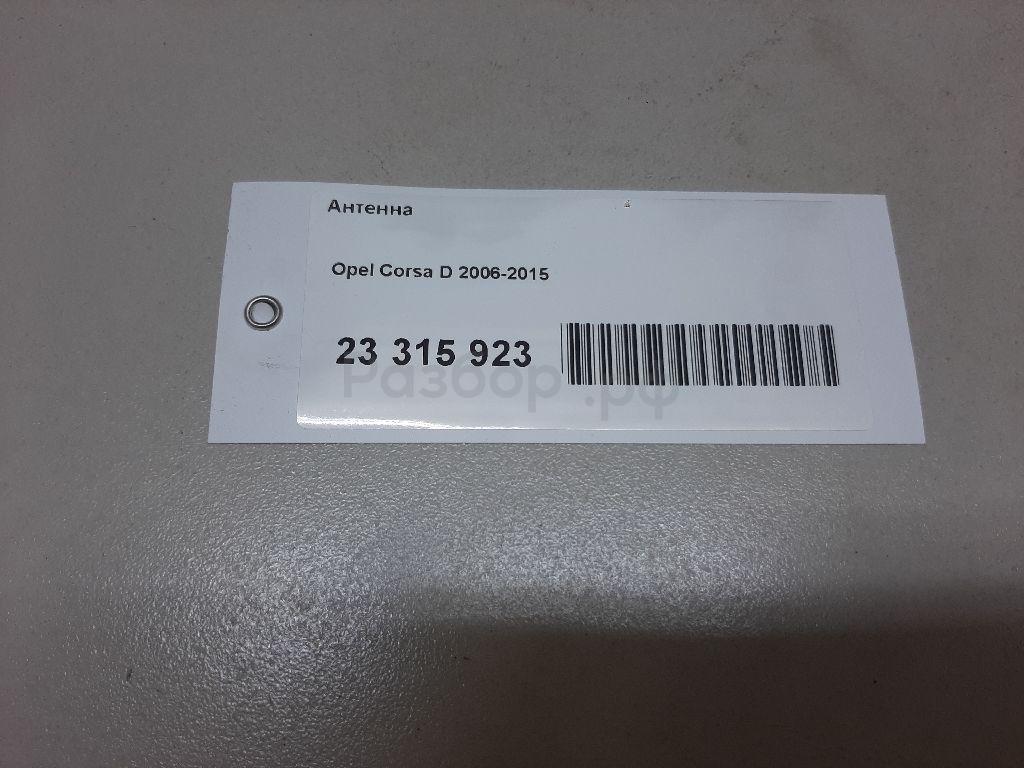 Антенна
Opel Corsa D 2006-2015
23 315 923
Разбор.рф